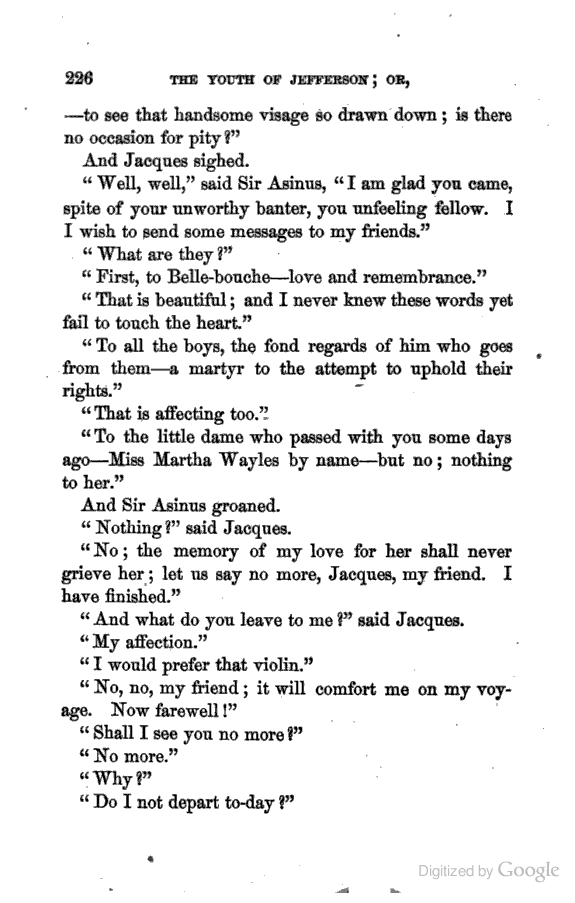 226 THE YOUTH OF JEFFERSON; OR,
—to see that handsome visage so drawn down; is there
no occasion for pity?"
And Jacques sighed.
"Well, well," said Sir Asinus, "I am glad you came,
spite of your unworthy banter, you unfeeling fellow. I
I wish to send some messages to my friends."
"What are they?"
"First, to Belle-bouche—love and remembrance."
"That is beautiful; and I never knew these words yet
fail to touch the heart."
"To all the boys, the fond regards of him who goes
from them—a martyr to the attempt to uphold their
rights."
"That is affecting too."
"To the little dame who passed with you some days
ago—Miss Martha Wayles by name—but no; nothing
to her."
And Sir Asinus groaned.
"Nothing?" said Jacques.
"No; the memory of my love for her shall never
grieve her; let us say no more, Jacques, my friend. I
have finished."
"And what do you leave to me?" said Jacques.
"My affection."
"I would prefer that violin."
"No, no, my friend; it will comfort me on my voy-
age. Now farewell!"
"Shall I see you no more?"
"No more."
"Why?"
"Do I not depart to-day?"
Digitized by Google